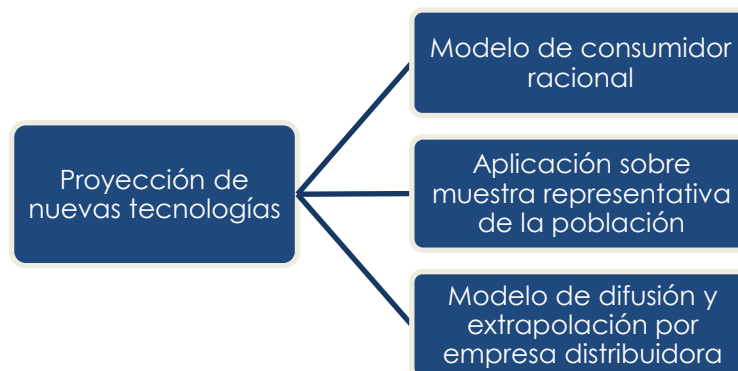 Modelo de consumidor
racional
Proyección de
nuevas tecnologías
Aplicación sobre
muestra representativa
de la población
Modelo de difusión y
extrapolación por
empresa distribuidora